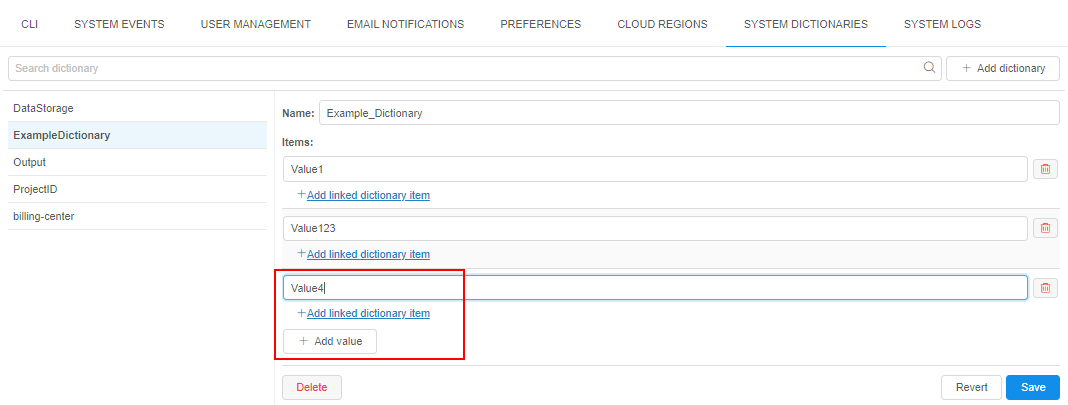 CLI SYSTEM EVENTS USER MANAGEMENT EMAIL NOTIFICATIONS PREFERENCES CLOUD REGIONS SYSTEM DICTIONARIES SYSTEM LOGS
Search dictionary
+ Add dictionary
DataStorage
ExampleDictionary
Output
ProjectID
billing-center
Name: Example_Dictionary
Items:
Value1
+Add linked dictionary item
Value123
+Add linked dictionary item
Value4
+Add linked dictionary item
+ Add value
Delete Revert Save